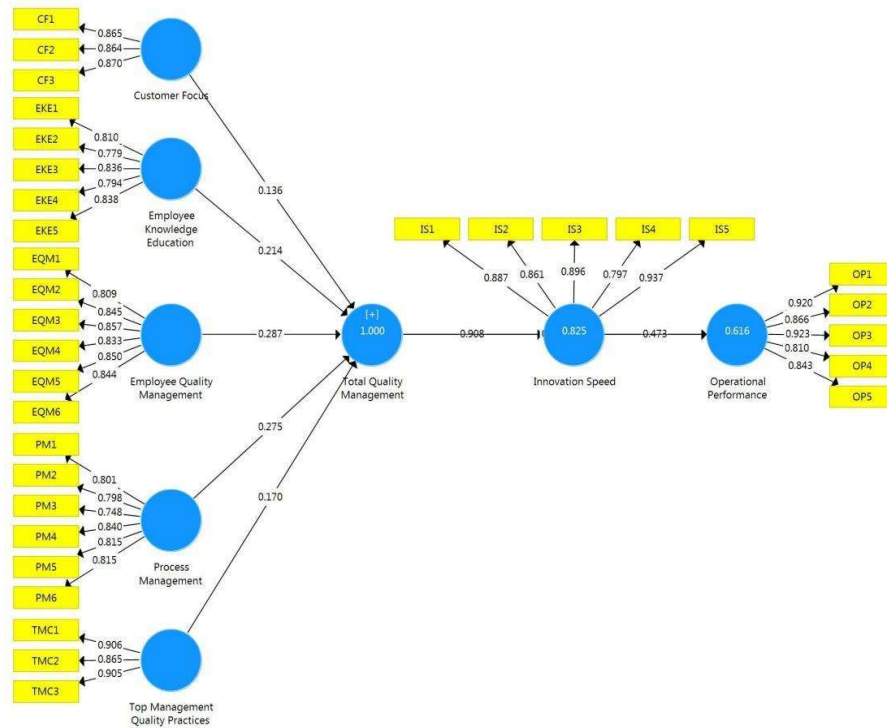 CF1
CF2
CF3
0.865
0.864
0.870
Customer Focus
EKE1
EKE2
EKE3
EKE4
EKE5
0.810
0.779
0.836
0.794
0.838
Employee
Knowledge
Education
EQM1
EQM2
EQM3
EQM4
EQM5
EQM6
0.809
0.845
0.857
0.833
0.850
0.844
Employee Quality
Management
PM1
PM2
PM3
PM4
PM5
PM6
0.801
0.798
0.748
0.840
0.815
0.815
Process
Management
TMC1
TMC2
TMC3
0.906
0.865
0.905
Top Management
Quality Practices
0.136
0.214
0.287
0.275
0.170
[+]
1.000
Total Quality
Management
0.908
IS1
IS2
IS3
IS4
IS5
0.887
0.861
0.896
0.797
0.937
0.825
Innovation Speed
0.473
0.616
Operational
Performance
0.920
0.866
0.923
0.810
0.843
OP1
OP2
OP3
OP4
OP5